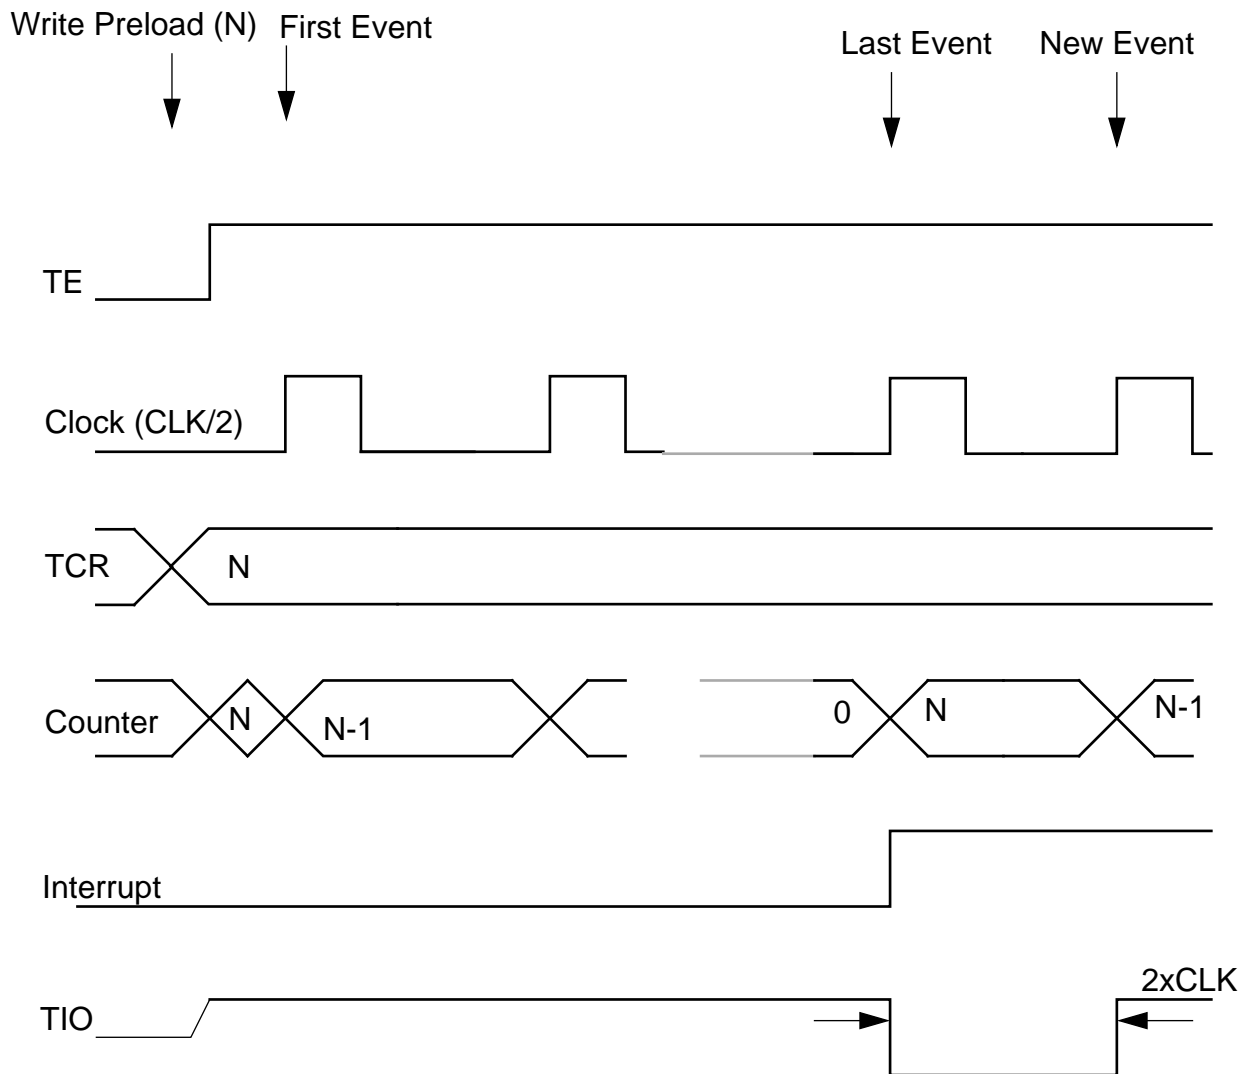 Write Preload (N)
First Event
Last Event
New Event
TE
Clock (CLK/2)
TCR
N
Counter
N
N-1
0
N
N-1
Interrupt
2xCLK
TIO